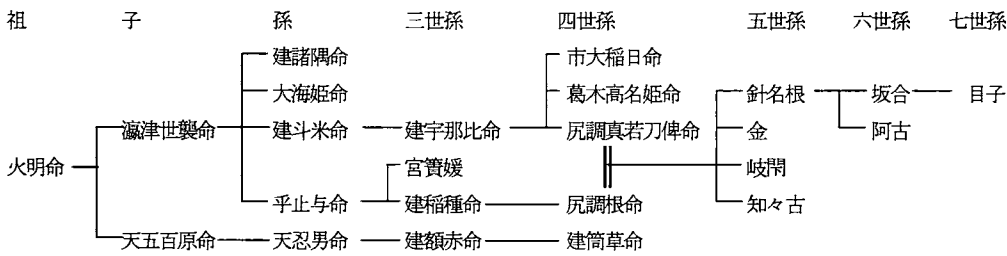 祖 子 孫 三世孫 四世孫 五世孫 六世孫 七世孫
建諸隅命 市大稲日命
大海姫命 葛木高名姫命 針名根 坂合 目子
瀛津世襲命 建斗米命 建宇那比命 尻調真若刀俾命 金 阿古
火明命 宮簀媛 岐閇
乎止与命 建稲種命 尻調根命 知々古
天五百原命 天忍男命 建額赤命 建筒草命